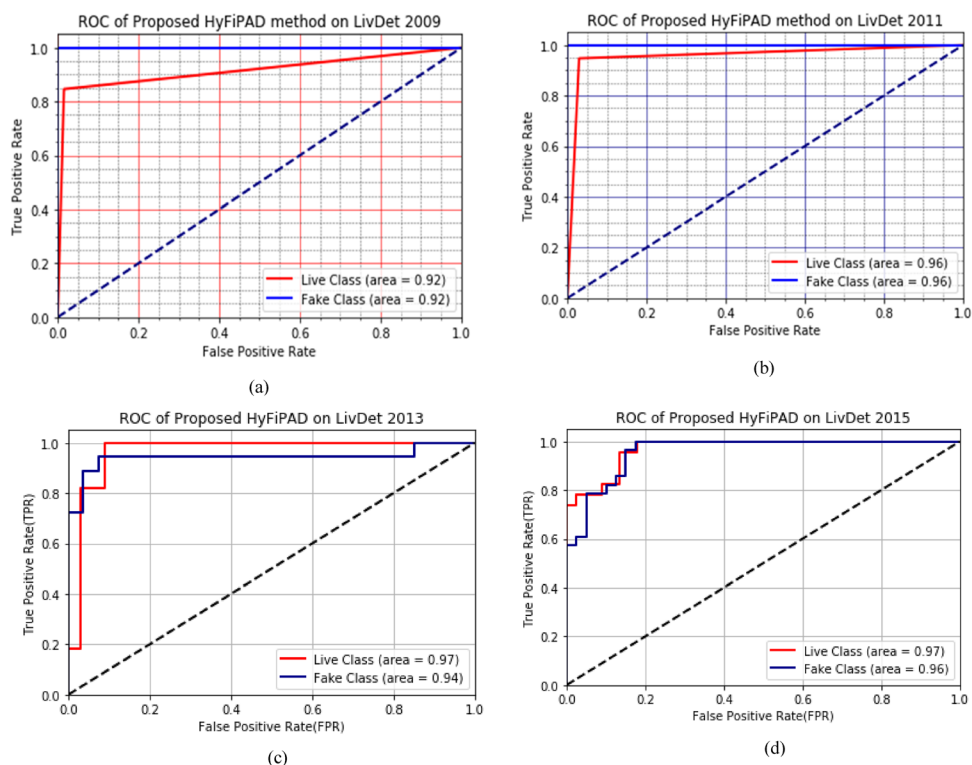 ROC of Proposed HyFiPAD method on LivDet 2009
True Positive Rate
1.0
0.8
0.6
0.4
0.2
0.0
Live Class (area = 0.92)
Fake Class (area = 0.92)
0.0 0.2 0.4 0.6 0.8 1.0
False Positive Rate
(a)
ROC of Proposed HyFiPAD method on LivDet 2011
True Positive Rate
1.0
0.8
0.6
0.4
0.2
0.0
Live Class (area = 0.96)
Fake Class (area = 0.96)
0.0 0.2 0.4 0.6 0.8 1.0
False Positive Rate
(b)
ROC of Proposed HyFiPAD on LivDet 2013
True Positive Rate(TPR)
1.0
0.8
0.6
0.4
0.2
0.0
Live Class (area = 0.97)
Fake Class (area = 0.94)
0.0 0.2 0.4 0.6 0.8 1.0
False Positive Rate(FPR)
(c)
ROC of Proposed HyFiPAD on LivDet 2015
True Positive Rate(TPR)
1.0
0.8
0.6
0.4
0.2
0.0
Live Class (area = 0.97)
Fake Class (area = 0.96)
0.0 0.2 0.4 0.6 0.8 1.0
False Positive Rate(FPR)
(d)